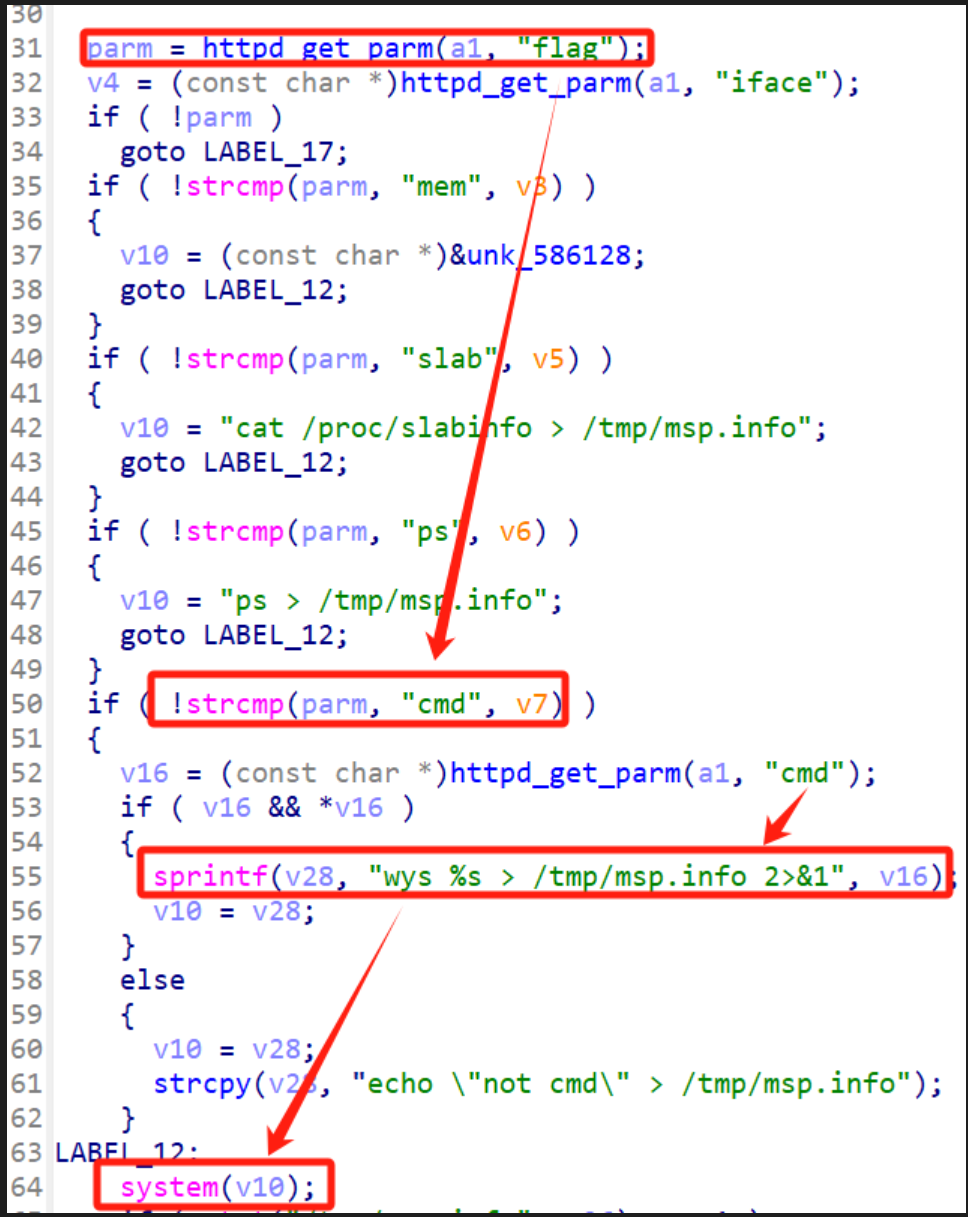 30
31 parm = httpd_get_parm(a1, "flag");
32 v4 = (const char *)httpd_get_parm(a1, "iface");
33 if ( !parm )
34 goto LABEL_17;
35 if ( !strcmp(parm, "mem", v3) )
36 {
37 v10 = (const char *)&unk_586128;
38 goto LABEL_12;
39 }
40 if ( !strcmp(parm, "slab", v5) )
41 {
42 v10 = "cat /proc/slabinfo > /tmp/msp.info";
43 goto LABEL_12;
44 }
45 if ( !strcmp(parm, "ps", v6) )
46 {
47 v10 = "ps > /tmp/msp.info";
48 goto LABEL_12;
49 }
50 if ( !strcmp(parm, "cmd", v7) )
51 {
52 v16 = (const char *)httpd_get_parm(a1, "cmd");
53 if ( v16 && *v16 )
54 {
55 sprintf(v28, "wys %s > /tmp/msp.info 2>&1", v16);
56 v10 = v28;
57 }
58 else
59 {
60 v10 = v28;
61 strcpy(v28, "echo \"not cmd\" > /tmp/msp.info");
62 }
63 LABEL_12:
64 system(v10);